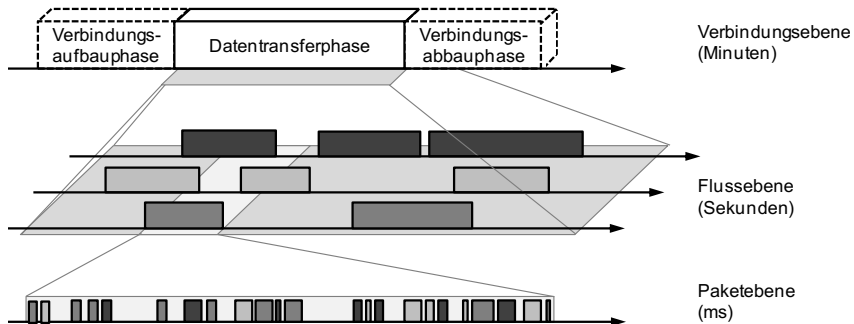 Verbindungs-
aufbauphase
Datentransferphase
Verbindungs-
abbauphase
Verbindungsebene
(Minuten)
Flussebene
(Sekunden)
Paketebene
(ms)